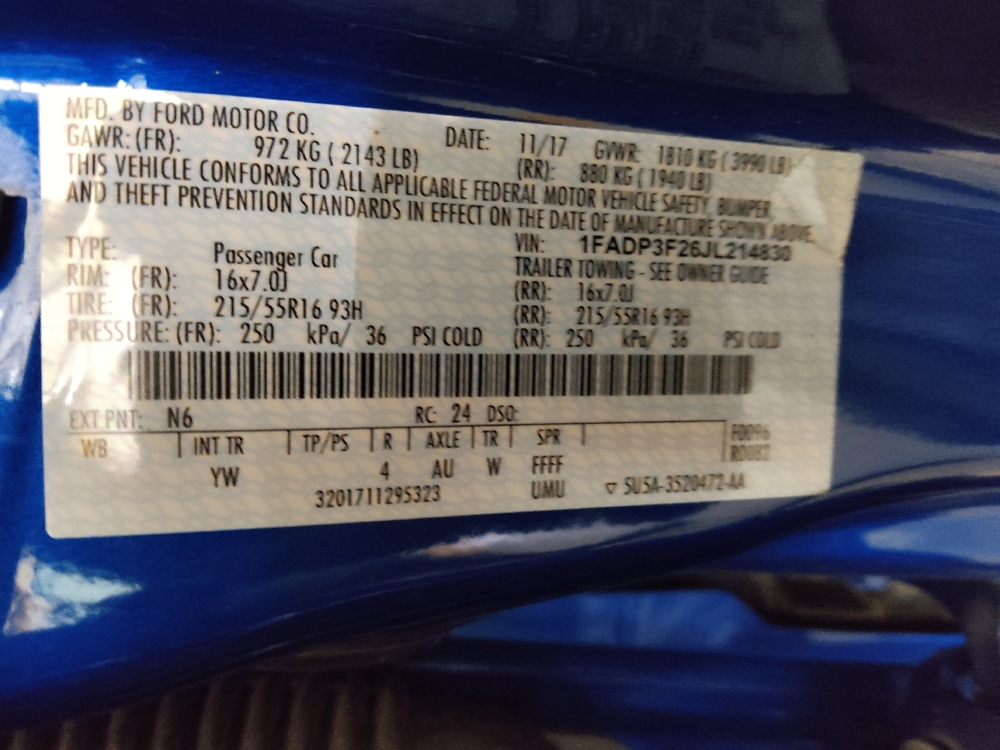 MFD. BY FORD MOTOR CO.
DATE: 11/17 GVWR: 1810 KG ( 3990 LB)
GAWR: (FR): 972 KG ( 2143 LB) (RR): 880 KG ( 1940 LB)
THIS VEHICLE CONFORMS TO ALL APPLICABLE FEDERAL MOTOR VEHICLE SAFETY, BUMPER,
AND THEFT PREVENTION STANDARDS IN EFFECT ON THE DATE OF MANUFACTURE SHOWN ABOVE.
VIN: 1FADP3F26JL214830
TYPE: Passenger Car TRAILER TOWING - SEE OWNER GUIDE
RIM: (FR): 16x7.0J (RR): 16x7.0J
TIRE: (FR): 215/55R16 93H (RR): 215/55R16 93H
PRESSURE: (FR): 250 kPa/ 36 PSI COLD (RR): 250 kPa/ 36 PSI COLD
EXT PNT: N6 RC: 24 DSO:
WB INT TR TP/PS R AXLE TR SPR F0096
R0082
YW 4 AU W FFFF
3201711295323 UMU ▽ 5U5A-3520472-AA